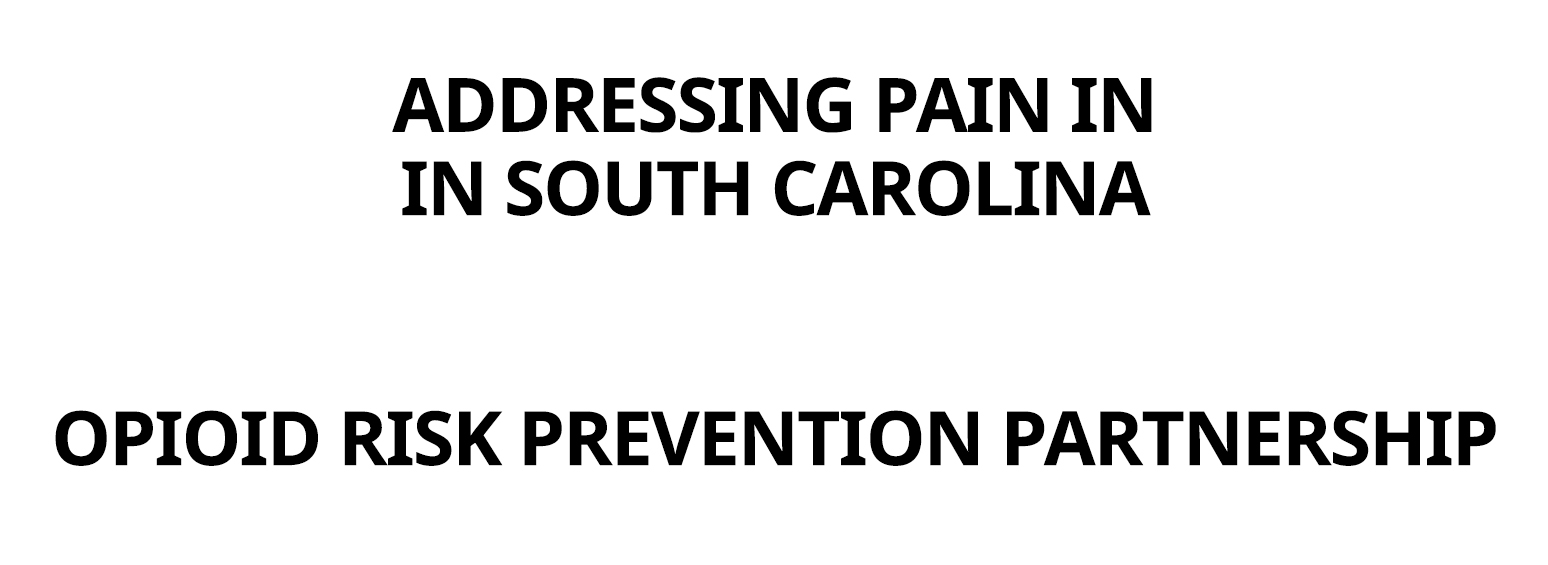 ADDRESSING PAIN IN
IN SOUTH CAROLINA
OPIOID RISK PREVENTION PARTNERSHIP